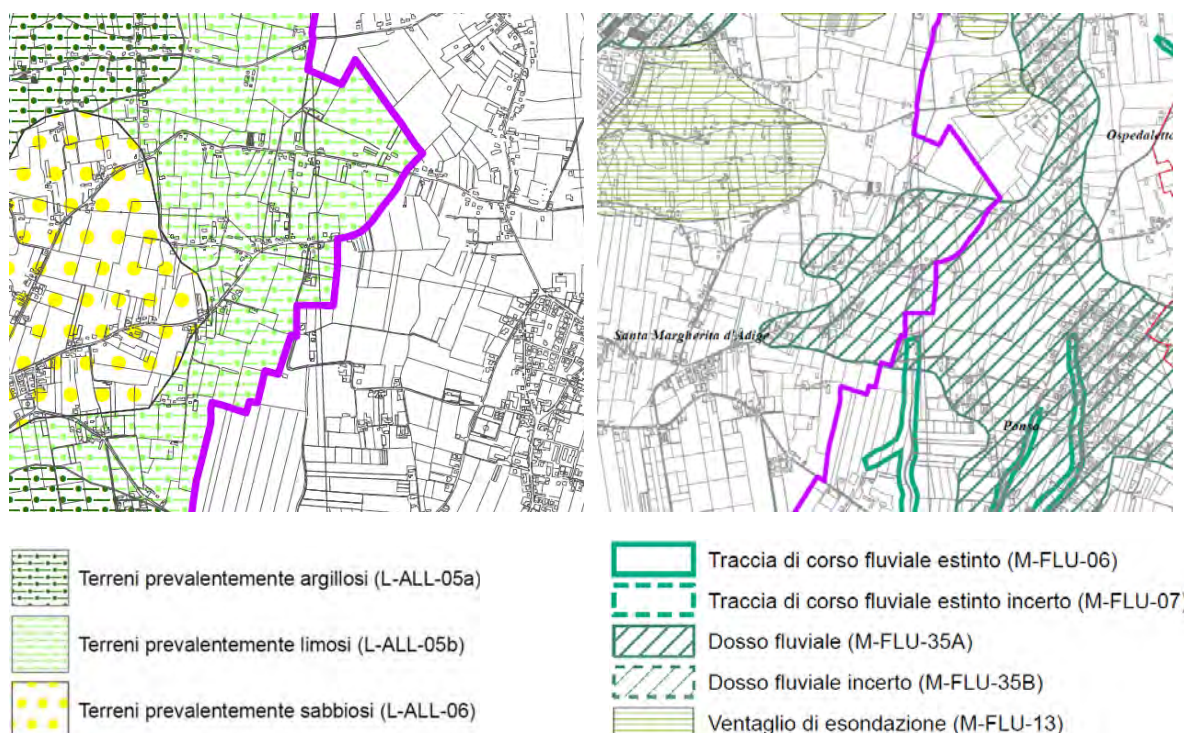 Ospedaletto
Santa Margherita d'Adige
Ponso
Terreni prevalentemente argillosi (L-ALL-05a)
Terreni prevalentemente limosi (L-ALL-05b)
Terreni prevalentemente sabbiosi (L-ALL-06)
Traccia di corso fluviale estinto (M-FLU-06)
Traccia di corso fluviale estinto incerto (M-FLU-07)
Dosso fluviale (M-FLU-35A)
Dosso fluviale incerto (M-FLU-35B)
Ventaglio di esondazione (M-FLU-13)